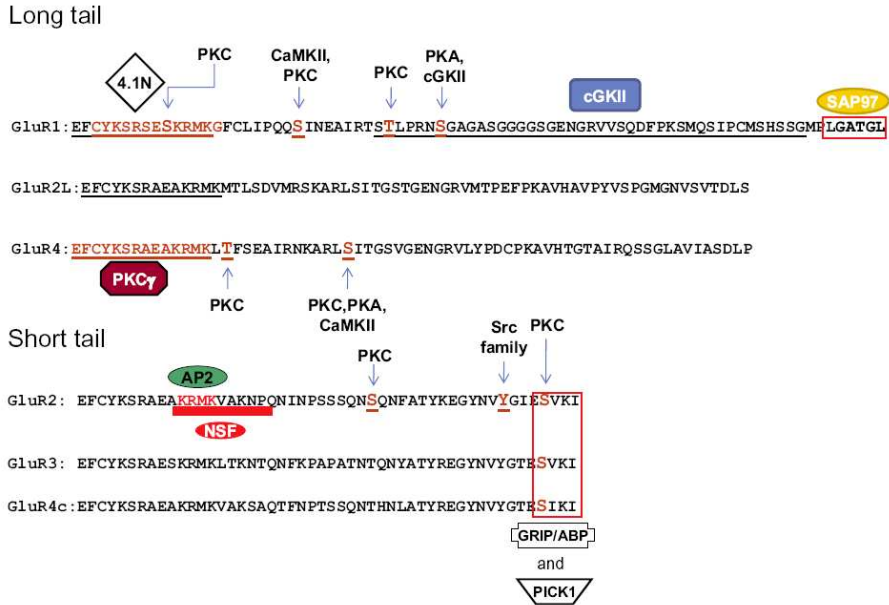 Long tail
4.1N
PKC
CaMKII,
PKC
PKC
PKA,
cGKII
cGKII
SAP97
GluR1:EFCYKSRSESKRMKGFCLIPQQSINEAIRTSTLPRNSGAGASGGGGSGENGRVVSQDFPKSMQSIPCMSHSSGMPLGATGL
GluR2L:EFCYKSRAEAKRMKMTLSDVMRSKARLSITGSTGENGRVMTPEFPKAVHAVPYVSPGMGNVSVTDLS
GluR4:EFCYKSRAEAKRMKLTFSEAIRNKARLSITGSVGENGRVLYPDCPKAVHTGTAIRQSSGLAVIASDLP
PKCγ
PKC
PKC,PKA,
CaMKII
Short tail
AP2
PKC
Src
family
PKC
GluR2: EFCYKSRAEAKRMKVAKNPQNINPSSSQNSQNFATYKEGYNVYGIESVKI
NSF
GluR3: EFCYKSRAESKRMKLTKNTQNFKPAPATNTQNYATYREGYNVYGTESVKI
GluR4c:EFCYKSRAEAKRMKVAKSAQTFNPTSSQNTHNLATYREGYNVYGTESIKI
GRIP/ABP
and
PICK1